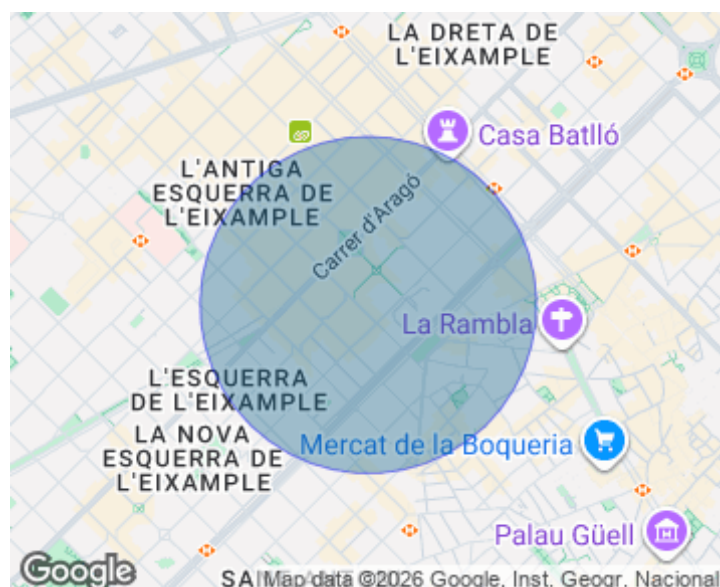 LA DRETA DE
L'EIXAMPLE
Casa Batlló
L'ANTIGA
ESQUERRA DE
L'EIXAMPLE
Carrer d'Aragó
La Rambla
L'ESQUERRA
DE L'EIXAMPLE
LA NOVA
ESQUERRA DE
L'EIXAMPLE
Mercat de la Boqueria
Palau Güell
Google
Map data ©2026 Google, Inst. Geogr. Nacional